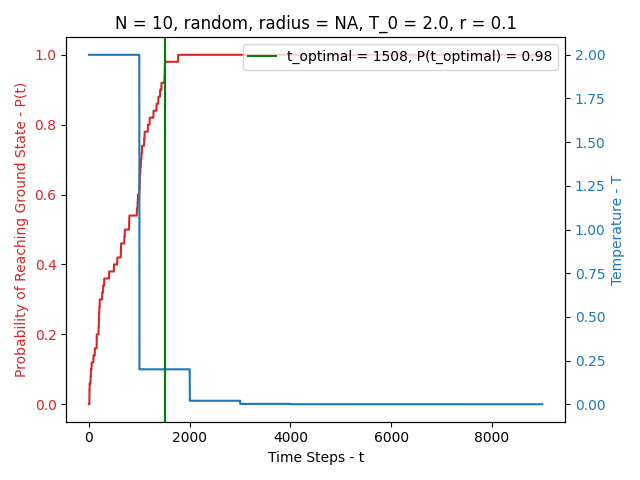 N = 10, random, radius = NA, T_0 = 2.0, r = 0.1
t_optimal = 1508, P(t_optimal) = 0.98
Probability of Reaching Ground State - P(t)
1.0
0.8
0.6
0.4
0.2
0.0
2.00
1.75
1.50
1.25
1.00
0.75
0.50
0.25
0.00
Temperature - T
0 2000 4000 6000 8000
Time Steps - t